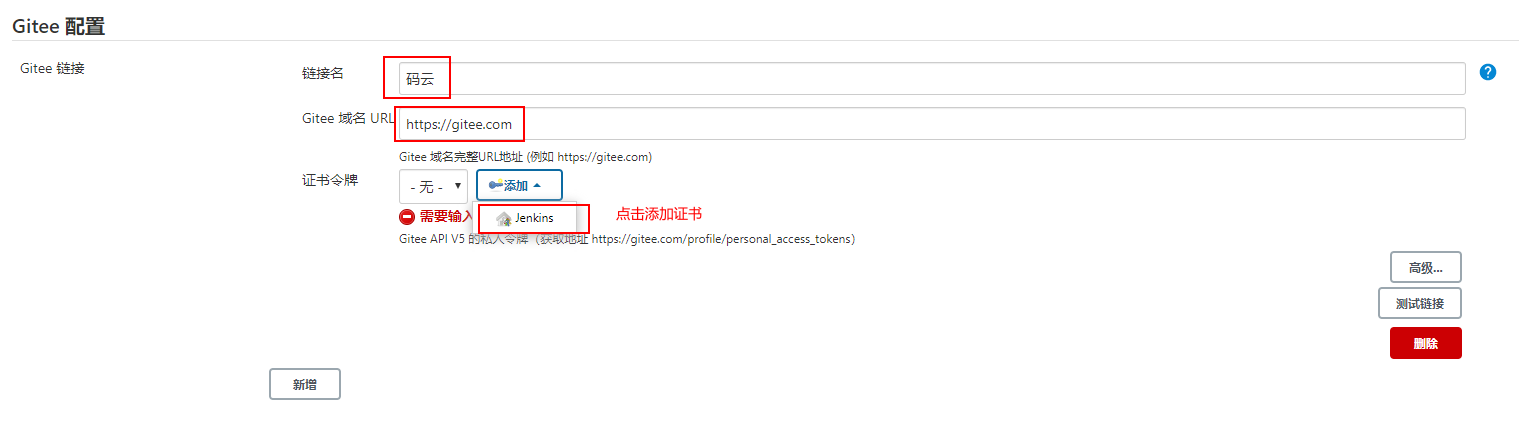 Gitee 配置
Gitee 链接
链接名
码云
Gitee 域名 URL
https://gitee.com
Gitee 域名完整URL地址 (例如 https://gitee.com)
证书令牌
- 无 -
添加
需要输入
Jenkins
点击添加证书
Gitee API V5 的私人令牌（获取地址 https://gitee.com/profile/personal_access_tokens）
高级...
测试链接
删除
新增